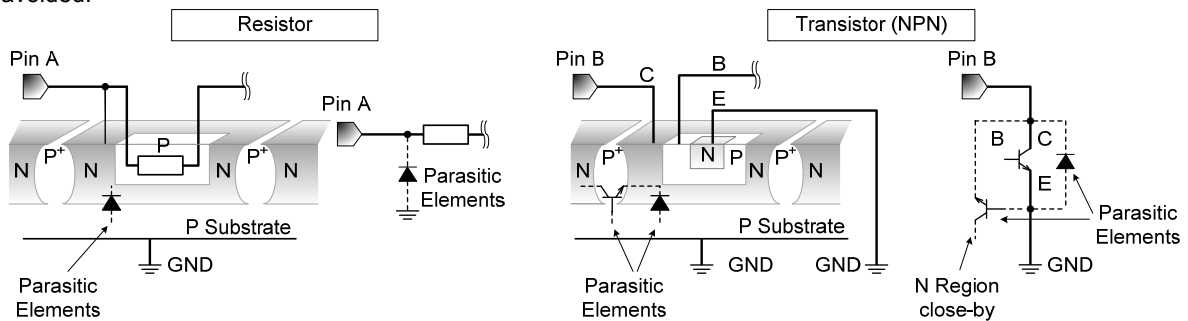 avoided.
Resistor
Transistor (NPN)
Pin A
Pin A
N
P+
N
P
N
P+
N
Parasitic
Elements
P Substrate
GND
Parasitic
Elements
Pin B
C
B
E
N
P+
N
N
P
N
P+
N
P Substrate
GND
GND
Parasitic
Elements
Pin B
B
C
E
Parasitic
Elements
GND
N Region
close-by